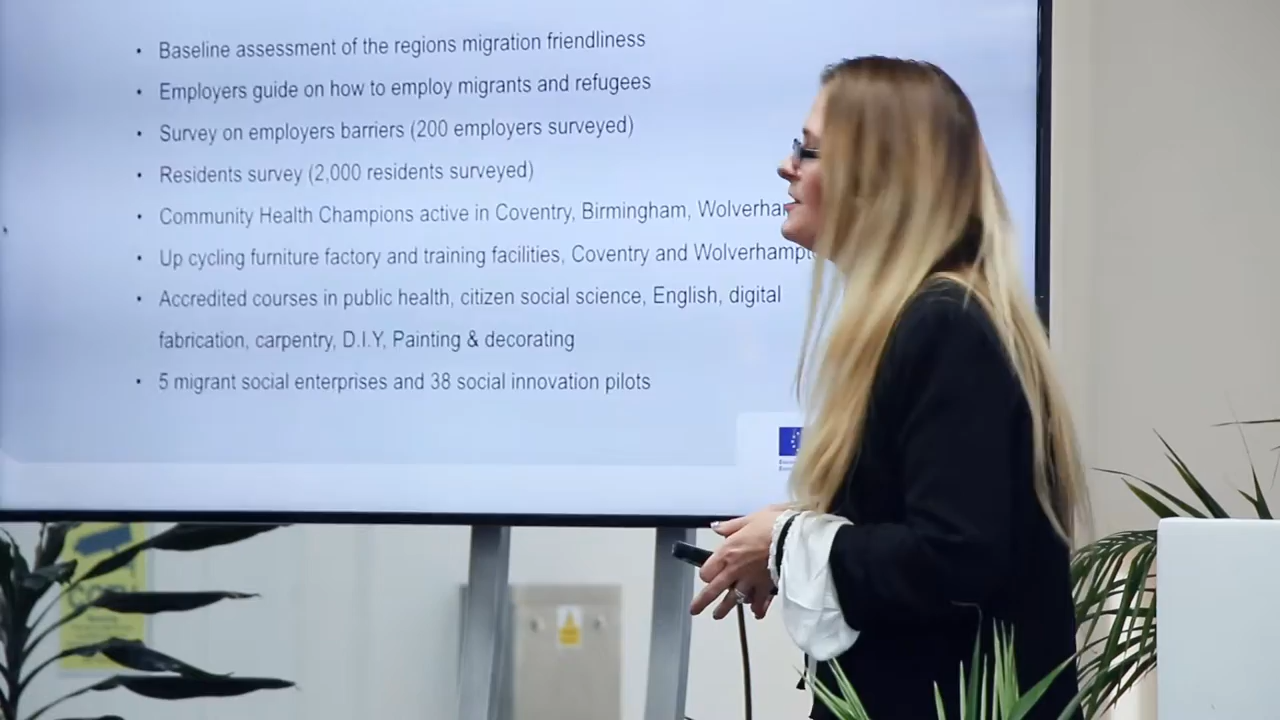 • Baseline assessment of the regions migration friendliness
• Employers guide on how to employ migrants and refugees
• Survey on employers barriers (200 employers surveyed)
• Residents survey (2,000 residents surveyed)
• Community Health Champions active in Coventry, Birmingham,
• Up cycling furniture factory and training facilities, Coventry and
• Accredited courses in public health, citizen social science, English, digital
fabrication, carpentry, D.I.Y, Painting & decorating
• 5 migrant social enterprises and 38 social innovation pilots